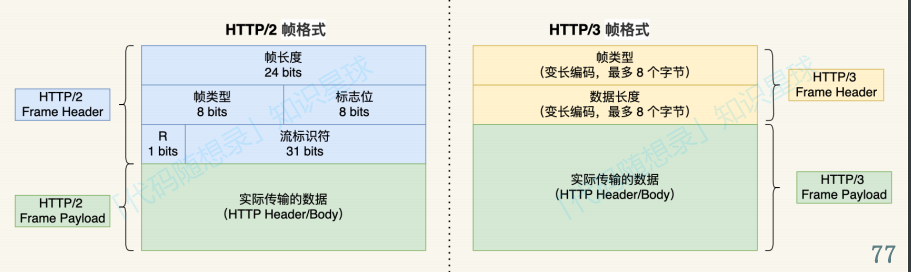 HTTP/2 帧格式
帧长度
24 bits
帧类型
8 bits
标志位
8 bits
R
1 bits
流标识符
31 bits
实际传输的数据
（HTTP Header/Body）
HTTP/2
Frame Header
HTTP/2
Frame Payload
HTTP/3 帧格式
帧类型
（变长编码，最多 8 个字节）
数据长度
（变长编码，最多 8 个字节）
实际传输的数据
（HTTP Header/Body）
HTTP/3
Frame Header
HTTP/3
Frame Payload
「代码随想录」知识星球
「代码随想录」知识星球
77